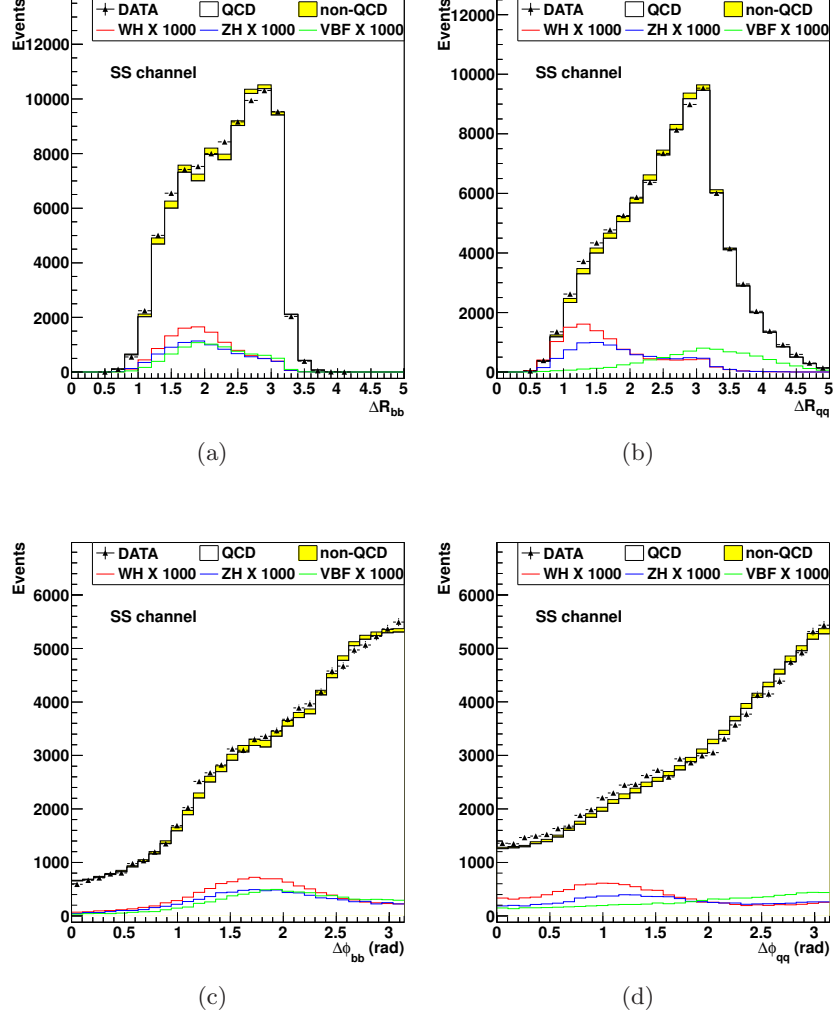 Events
DATA QCD non-QCD
WH X 1000 ZH X 1000 VBF X 1000
SS channel
12000
10000
8000
6000
4000
2000
0
0 0.5 1 1.5 2 2.5 3 3.5 4 4.5 5
ΔR_bb
(a)
Events
DATA QCD non-QCD
WH X 1000 ZH X 1000 VBF X 1000
SS channel
12000
10000
8000
6000
4000
2000
0
0 0.5 1 1.5 2 2.5 3 3.5 4 4.5 5
ΔR_qq
(b)
Events
DATA QCD non-QCD
WH X 1000 ZH X 1000 VBF X 1000
SS channel
6000
5000
4000
3000
2000
1000
0
0 0.5 1 1.5 2 2.5 3
Δϕ_bb (rad)
(c)
Events
DATA QCD non-QCD
WH X 1000 ZH X 1000 VBF X 1000
SS channel
6000
5000
4000
3000
2000
1000
0
0 0.5 1 1.5 2 2.5 3
Δϕ_qq (rad)
(d)